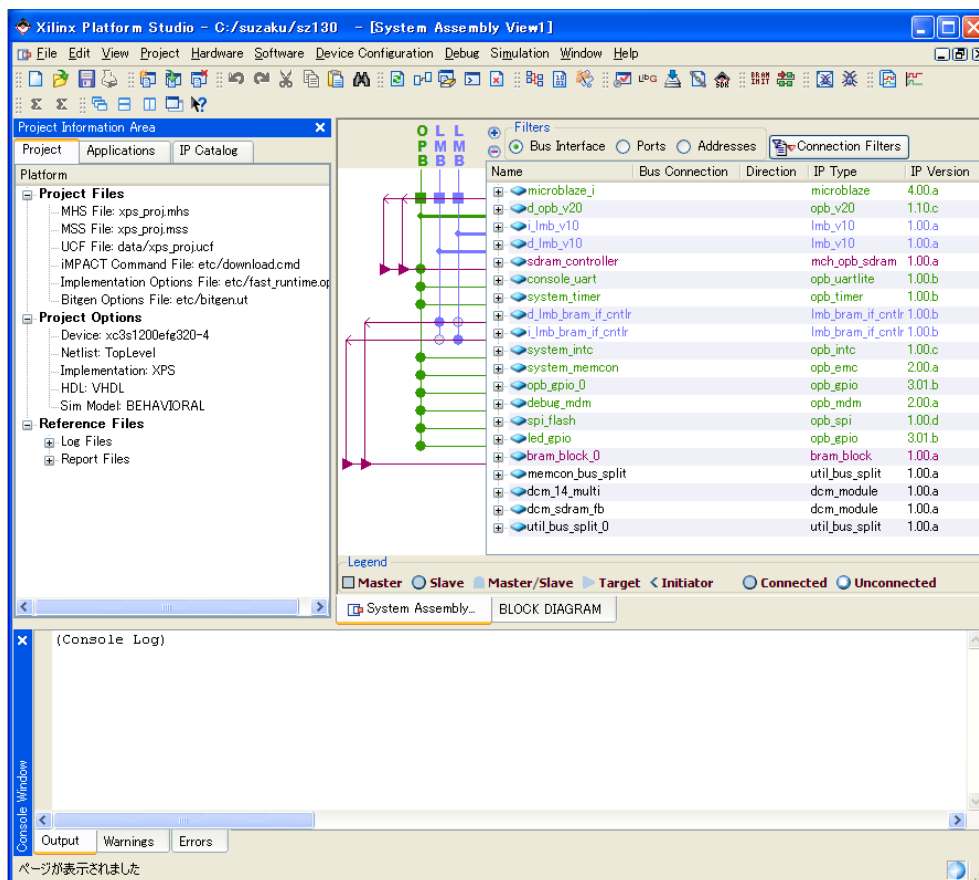 Xilinx Platform Studio - C:/suzaku/sz130 - [System Assembly View1]
File Edit View Project Hardware Software Device Configuration Debug Simulation Window Help
Project Information Area
Project Applications IP Catalog
Platform
Project Files
MHS File: xps_proj.mhs
MSS File: xps_proj.mss
UCF File: data/xps_proj.ucf
iMPACT Command File: etc/download.cmd
Implementation Options File: etc/fast_runtime.op
Bitgen Options File: etc/bitgen.ut
Project Options
Device: xc3s1200efg320-4
Netlist: TopLevel
Implementation: XPS
HDL: VHDL
Sim Model: BEHAVIORAL
Reference Files
Log Files
Report Files
OPB LMB LMB
Filters
Bus Interface Ports Addresses Connection Filters
Name Bus Connection Direction IP Type IP Version
microblaze_i microblaze 4.00.a
d_opb_v20 opb_v20 1.10.c
i_lmb_v10 lmb_v10 1.00.a
d_lmb_v10 lmb_v10 1.00.a
sdram_controller mch_opb_sdram 1.00.a
console_uart opb_uartlite 1.00.b
system_timer opb_timer 1.00.b
d_lmb_bram_if_cntlr lmb_bram_if_cntlr 1.00.b
i_lmb_bram_if_cntlr lmb_bram_if_cntlr 1.00.b
system_intc opb_intc 1.00.c
system_memcon opb_emc 2.00.a
opb_gpio_0 opb_gpio 3.01.b
debug_mdm opb_mdm 2.00.a
spi_flash opb_spi 1.00.d
led_gpio opb_gpio 3.01.b
bram_block_0 bram_block 1.00.a
memcon_bus_split util_bus_split 1.00.a
dcm_14_multi dcm_module 1.00.a
dcm_sdram_fb dcm_module 1.00.a
util_bus_split_0 util_bus_split 1.00.a
Legend
Master Slave Master/Slave Target Initiator Connected Unconnected
System Assembly... BLOCK DIAGRAM
(Console Log)
Console Window
Output Warnings Errors
ページが表示されました